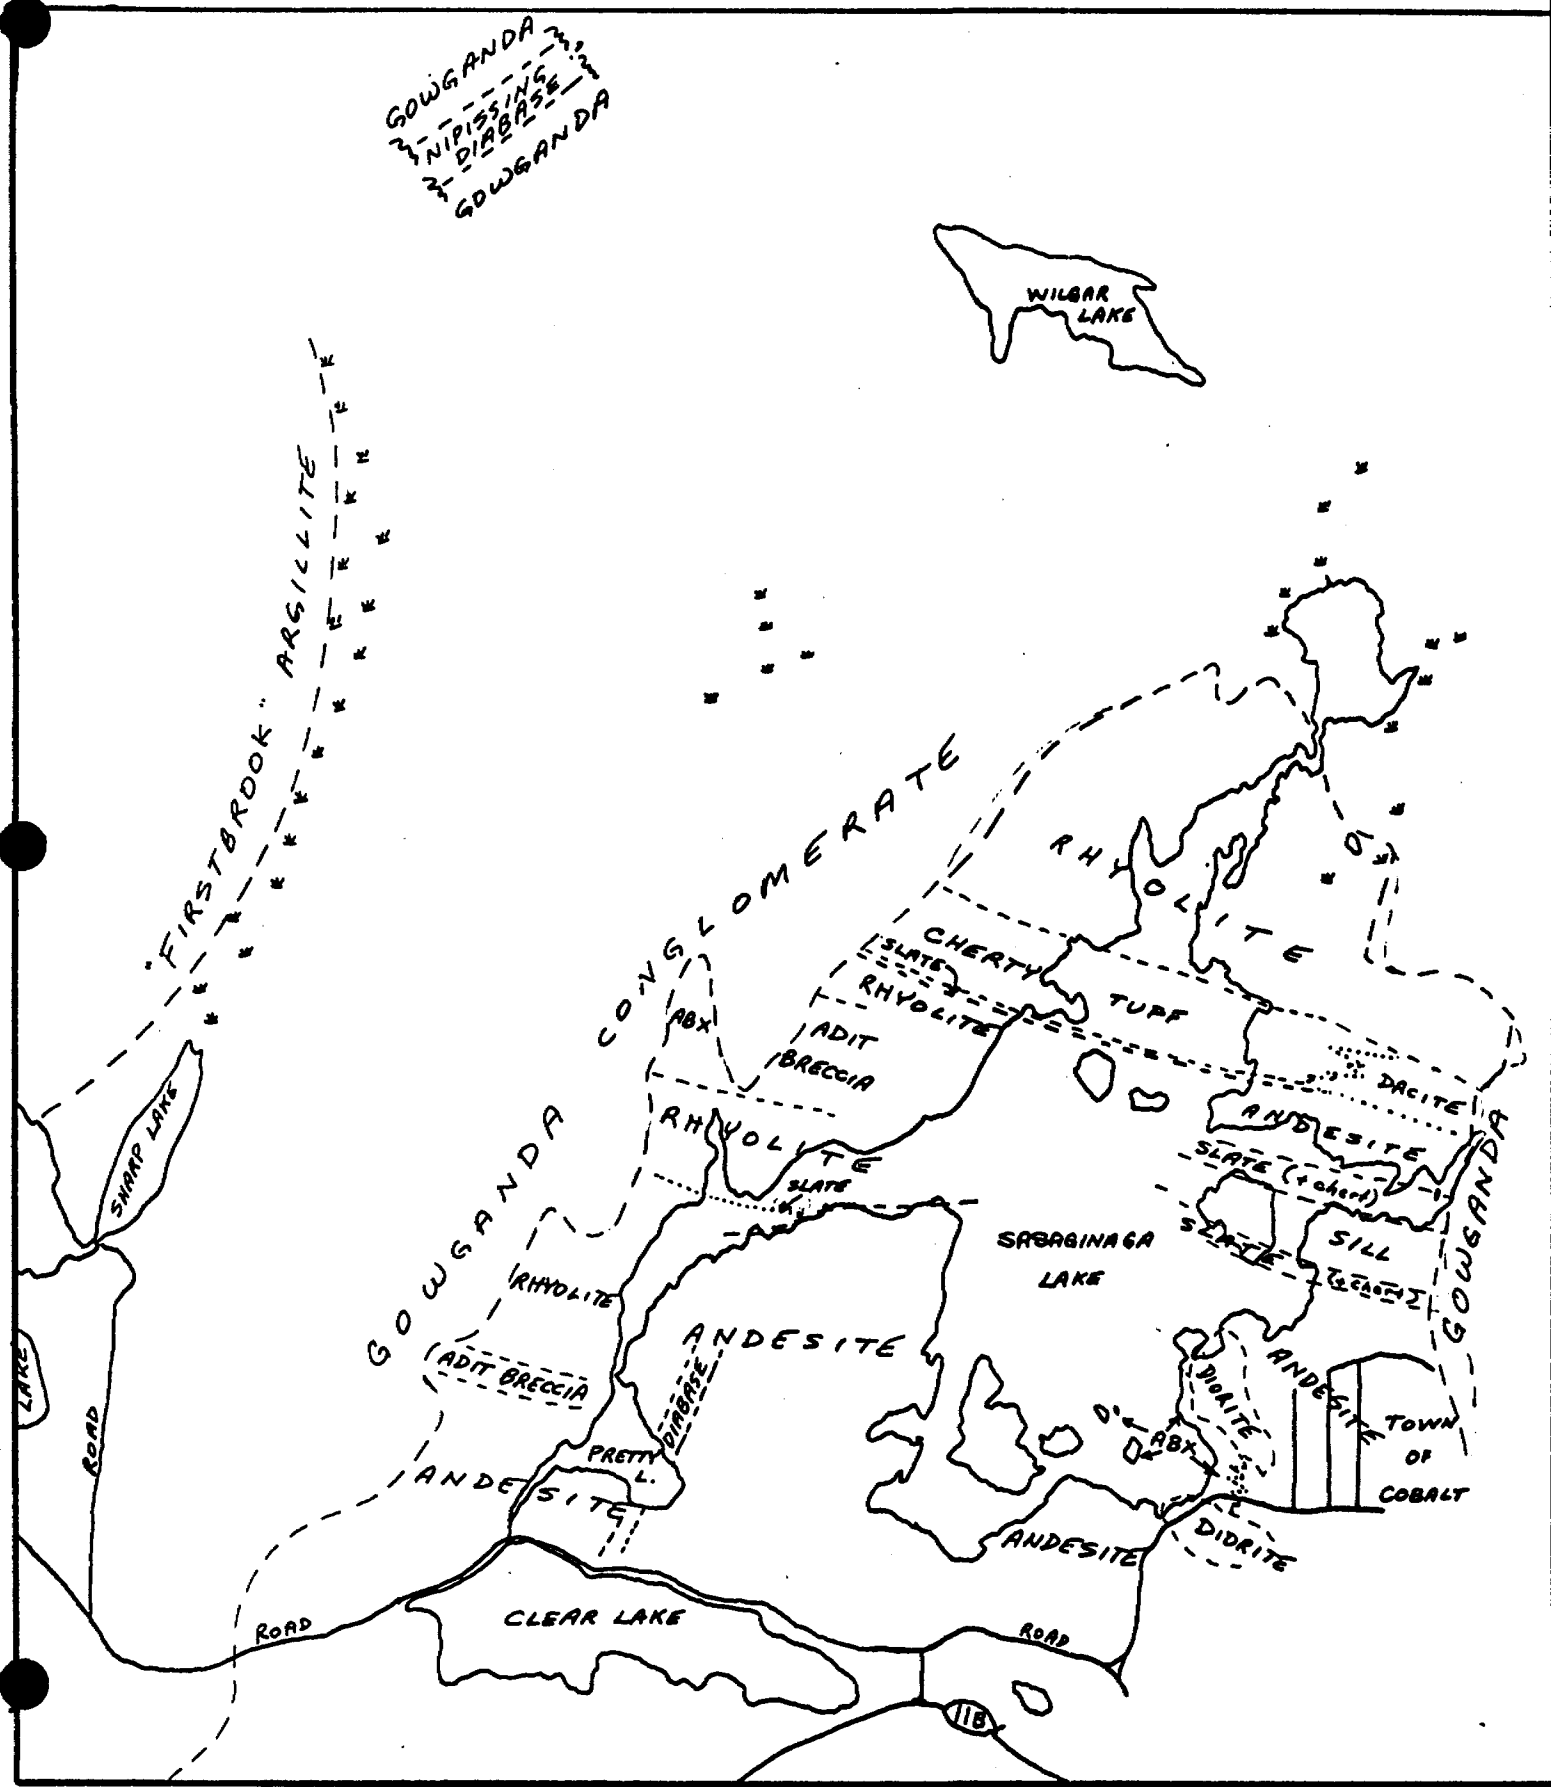 GOWGANDA
NIPISSING
DIABASE
GOWGANDA
WILBAR
LAKE
"FIRSTBROOK" ARGILLITE
GOWGANDA CONGLOMERATE
RHYOLITE
D
CHERTY TUFF
SLATE
RHYOLITE
ADIT
BRECCIA
ABX
DACITE
ANDESITE
SLATE (+chert)
RHYOLITE
SLATE
SHARP LAKE
SASAGINAGA
LAKE
SLATE (+chert)
SILL
GOWGANDA
RHYOLITE
ANDESITE
ADIT BRECCIA
DIABASE
DIORITE
ANDESITE
LAKE
ROAD
PRETTY
L.
D
ABX
TOWN
OF
COBALT
ANDESITE
ANDESITE
DIORITE
CLEAR LAKE
ROAD
ROAD
11B